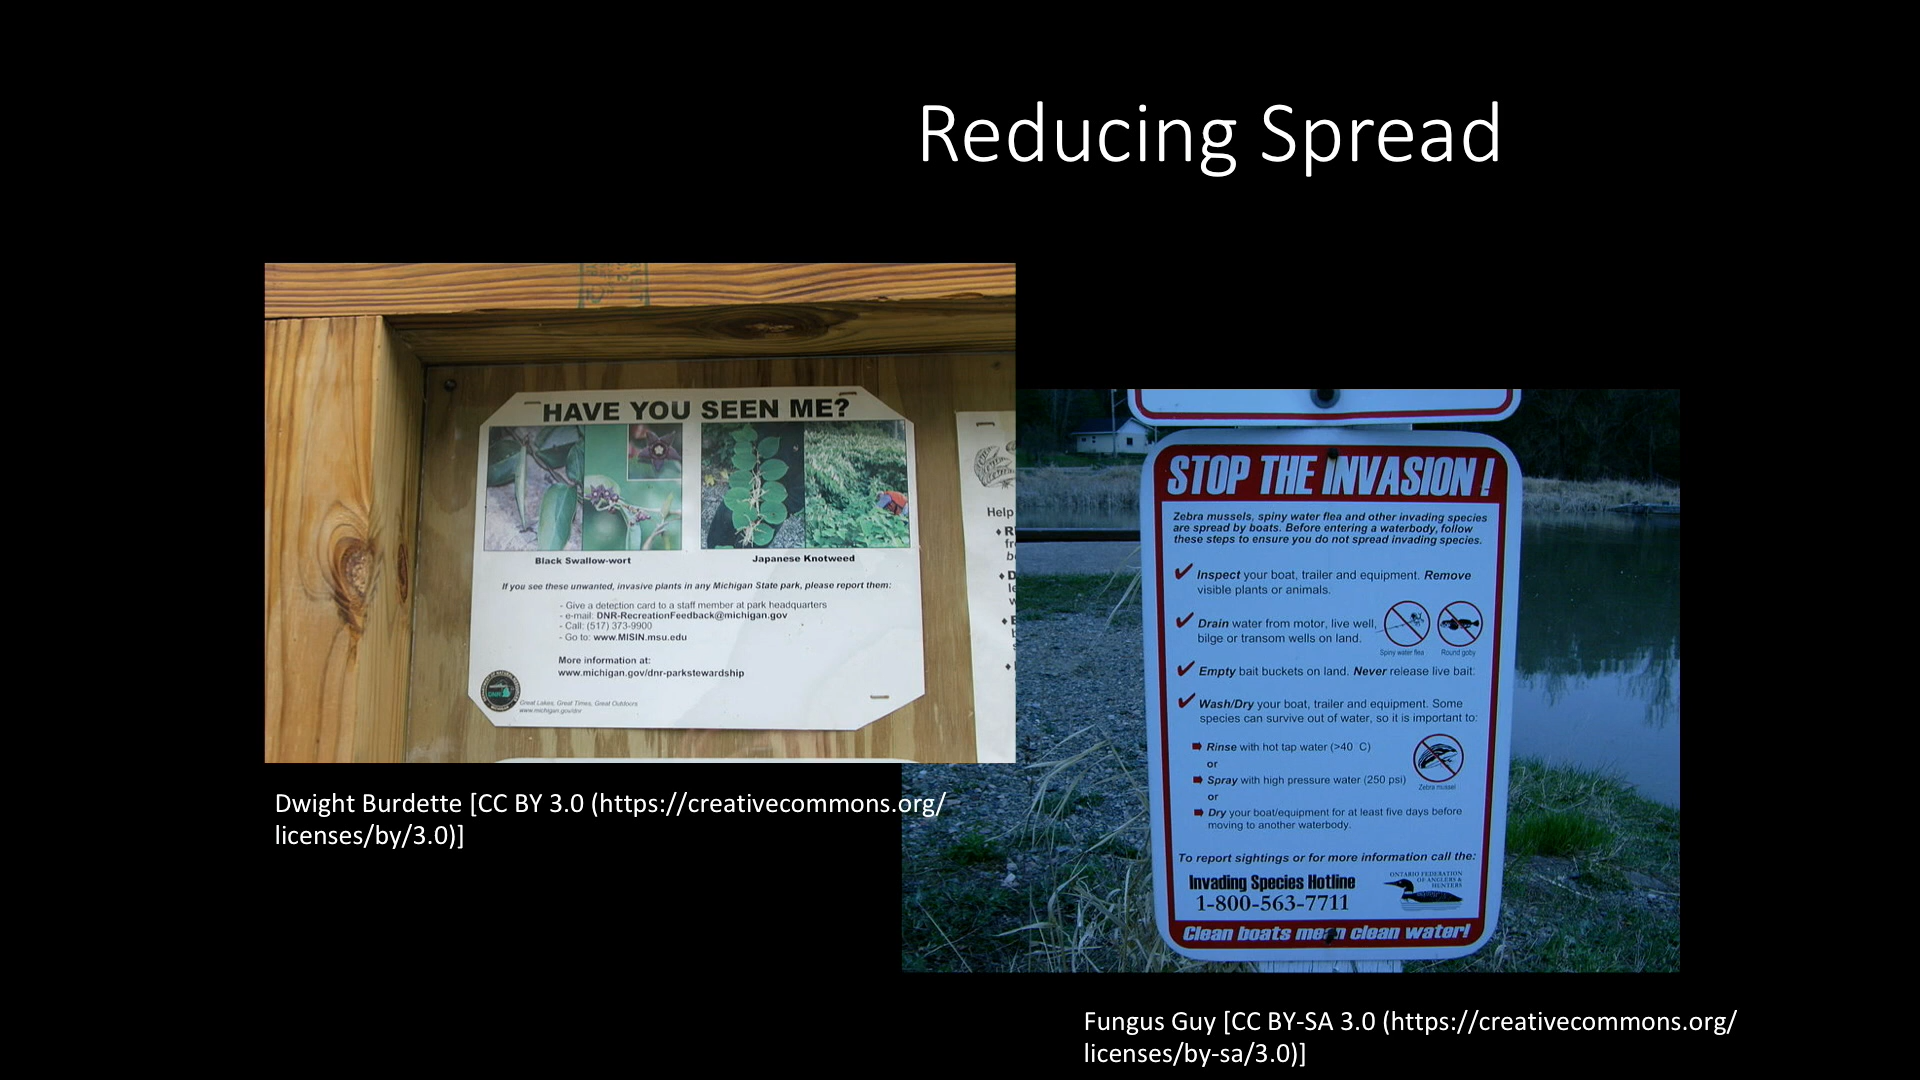 Reducing Spread
HAVE YOU SEEN ME?
Black Swallow-wort
Japanese Knotweed
If you see these unwanted, invasive plants in any Michigan State park, please report them:
- Give a detection card to a staff member at park headquarters
- e-mail: DNR-RecreationFeedback@michigan.gov
- Call: (517) 373-9900
- Go to: www.MISIN.msu.edu
More information at:
www.michigan.gov/dnr-parkstewardship
DNR
Great Lakes, Great Times, Great Outdoors
www.michigan.gov/dnr
Help
Dwight Burdette [CC BY 3.0 (https://creativecommons.org/
licenses/by/3.0)]
STOP THE INVASION!
Zebra mussels, spiny water flea and other invading species
are spread by boats. Before entering a waterbody, follow
these steps to ensure you do not spread invading species.
Inspect your boat, trailer and equipment. Remove
visible plants or animals.
Drain water from motor, live well,
bilge or transom wells on land.
Spiny water flea
Round goby
Empty bait buckets on land. Never release live bait.
Wash/Dry your boat, trailer and equipment. Some
species can survive out of water, so it is important to:
Rinse with hot tap water (>40 C)
or
Spray with high pressure water (250 psi)
or
Zebra mussel
Dry your boat/equipment for at least five days before
moving to another waterbody.
To report sightings or for more information call the:
Invading Species Hotline
1-800-563-7711
ONTARIO FEDERATION
OF ANGLERS &
HUNTERS
Clean boats mean clean water!
Fungus Guy [CC BY-SA 3.0 (https://creativecommons.org/
licenses/by-sa/3.0)]